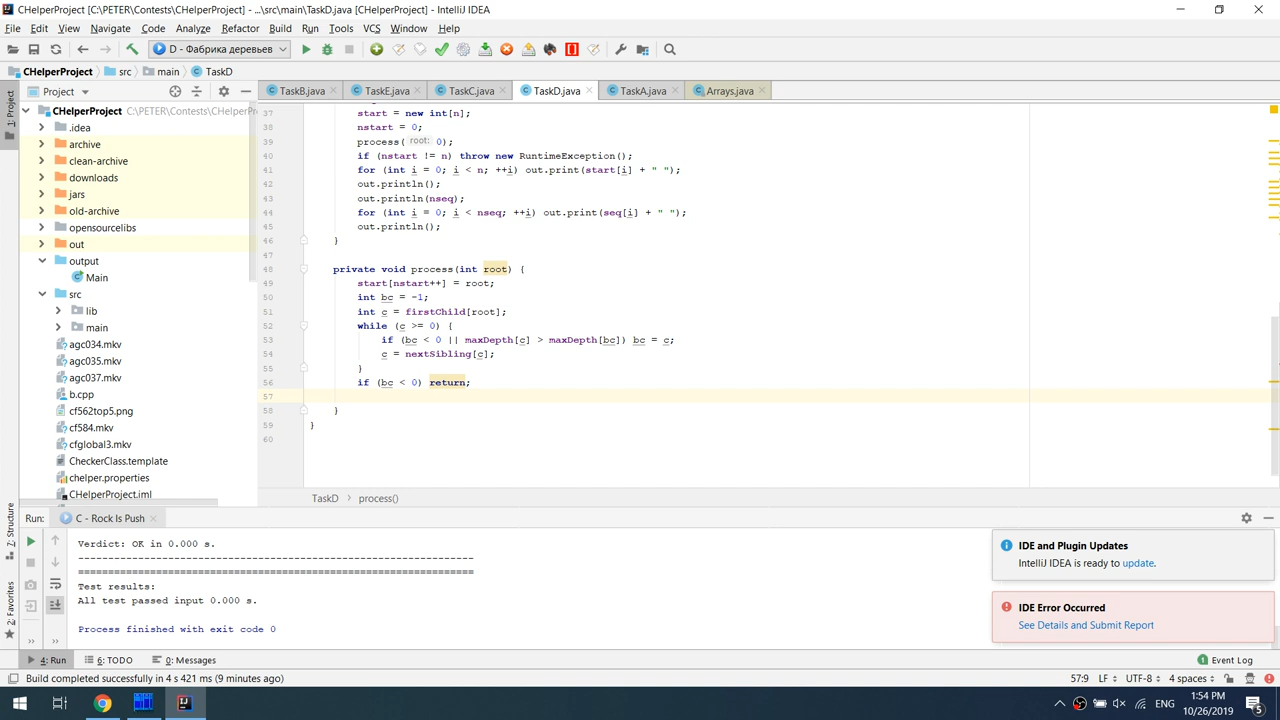 CHelperProject [C:\PETER\Contests\CHelperProject] - ...\src\main\TaskD.java [CHelperProject] - IntelliJ IDEA
File Edit View Navigate Code Analyze Refactor Build Run Tools VCS Window Help
D - Фабрика деревьев
CHelperProject src main TaskD
Project
TaskB.java TaskE.java TaskC.java TaskD.java TaskA.java Arrays.java
1: Project
CHelperProject C:\PETER\Contests\CHelperP
.idea
archive
clean-archive
downloads
jars
old-archive
opensourcelibs
out
output
Main
src
lib
main
agc034.mkv
agc035.mkv
agc037.mkv
b.cpp
cf562top5.png
cf584.mkv
cfglobal3.mkv
CheckerClass.template
chelper.properties
CHelperProject.iml
37 start = new int[n];
38 nstart = 0;
39 process( root: 0);
40 if (nstart != n) throw new RuntimeException();
41 for (int i = 0; i < n; ++i) out.print(start[i] + " ");
42 out.println();
43 out.println(nseq);
44 for (int i = 0; i < nseq; ++i) out.print(seq[i] + " ");
45 out.println();
46 }
47
48 private void process(int root) {
49 start[nstart++] = root;
50 int bc = -1;
51 int c = firstChild[root];
52 while (c >= 0) {
53 if (bc < 0 || maxDepth[c] > maxDepth[bc]) bc = c;
54 c = nextSibling[c];
55 }
56 if (bc < 0) return;
57
58 }
59 }
60
TaskD process()
7: Structure
2: Favorites
Run: C - Rock Is Push
Verdict: OK in 0.000 s.
------------------------------------------------------------------
==================================================================
Test results:
All test passed input 0.000 s.
Process finished with exit code 0
IDE and Plugin Updates
IntelliJ IDEA is ready to update.
IDE Error Occurred
See Details and Submit Report
4: Run 6: TODO 0: Messages Event Log
Build completed successfully in 4 s 421 ms (9 minutes ago) 57:9 LF UTF-8 4 spaces
ENG
1:54 PM
10/26/2019
5